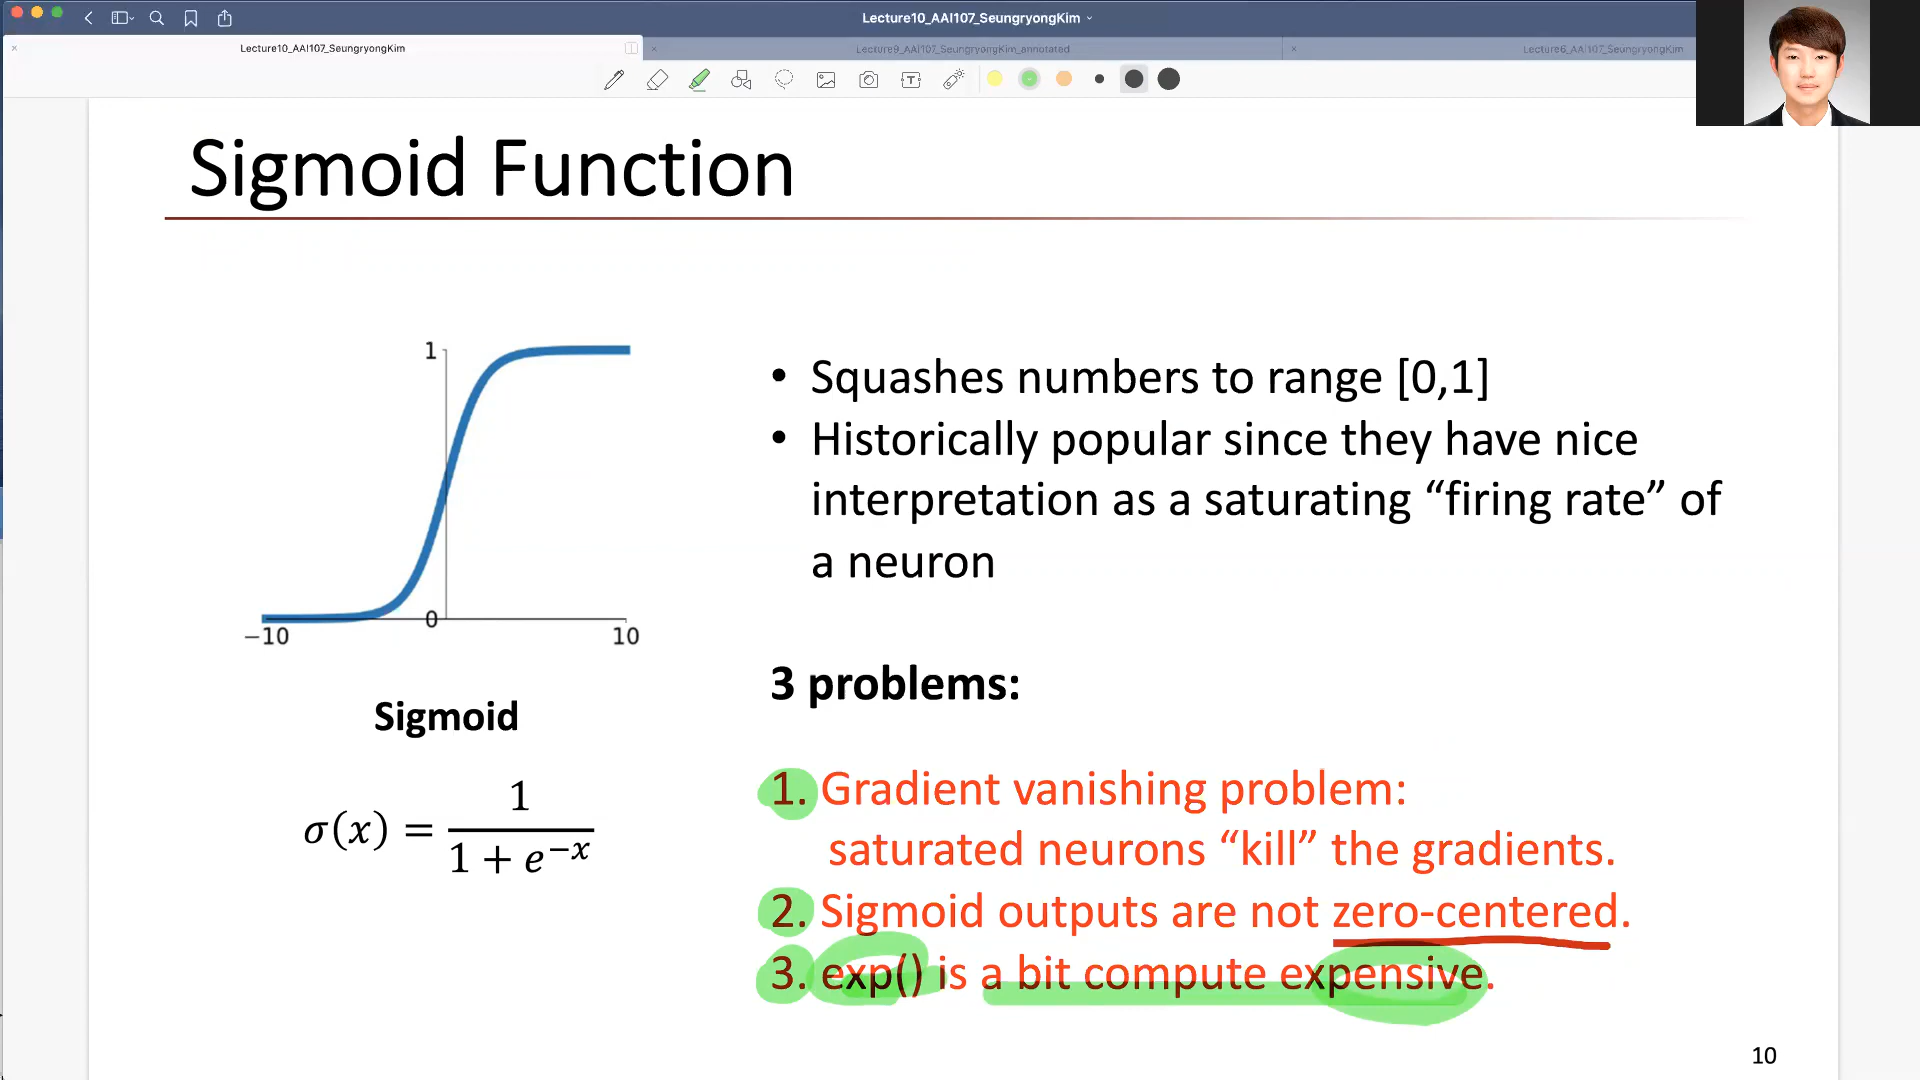 Lecture10_AAI107_SeungryongKim
Lecture10_AAI107_SeungryongKim
Lecture9_AAI107_SeungryongKim_annotated
Lecture6_AAI107_SeungryongKim
Sigmoid Function
1
0
−10
10
Sigmoid
σ(x) = 1 / (1 + e^{−x})
• Squashes numbers to range [0,1]
• Historically popular since they have nice
interpretation as a saturating “firing rate” of
a neuron
3 problems:
1. Gradient vanishing problem:
saturated neurons “kill” the gradients.
2. Sigmoid outputs are not zero-centered.
3. exp() is a bit compute expensive.
10